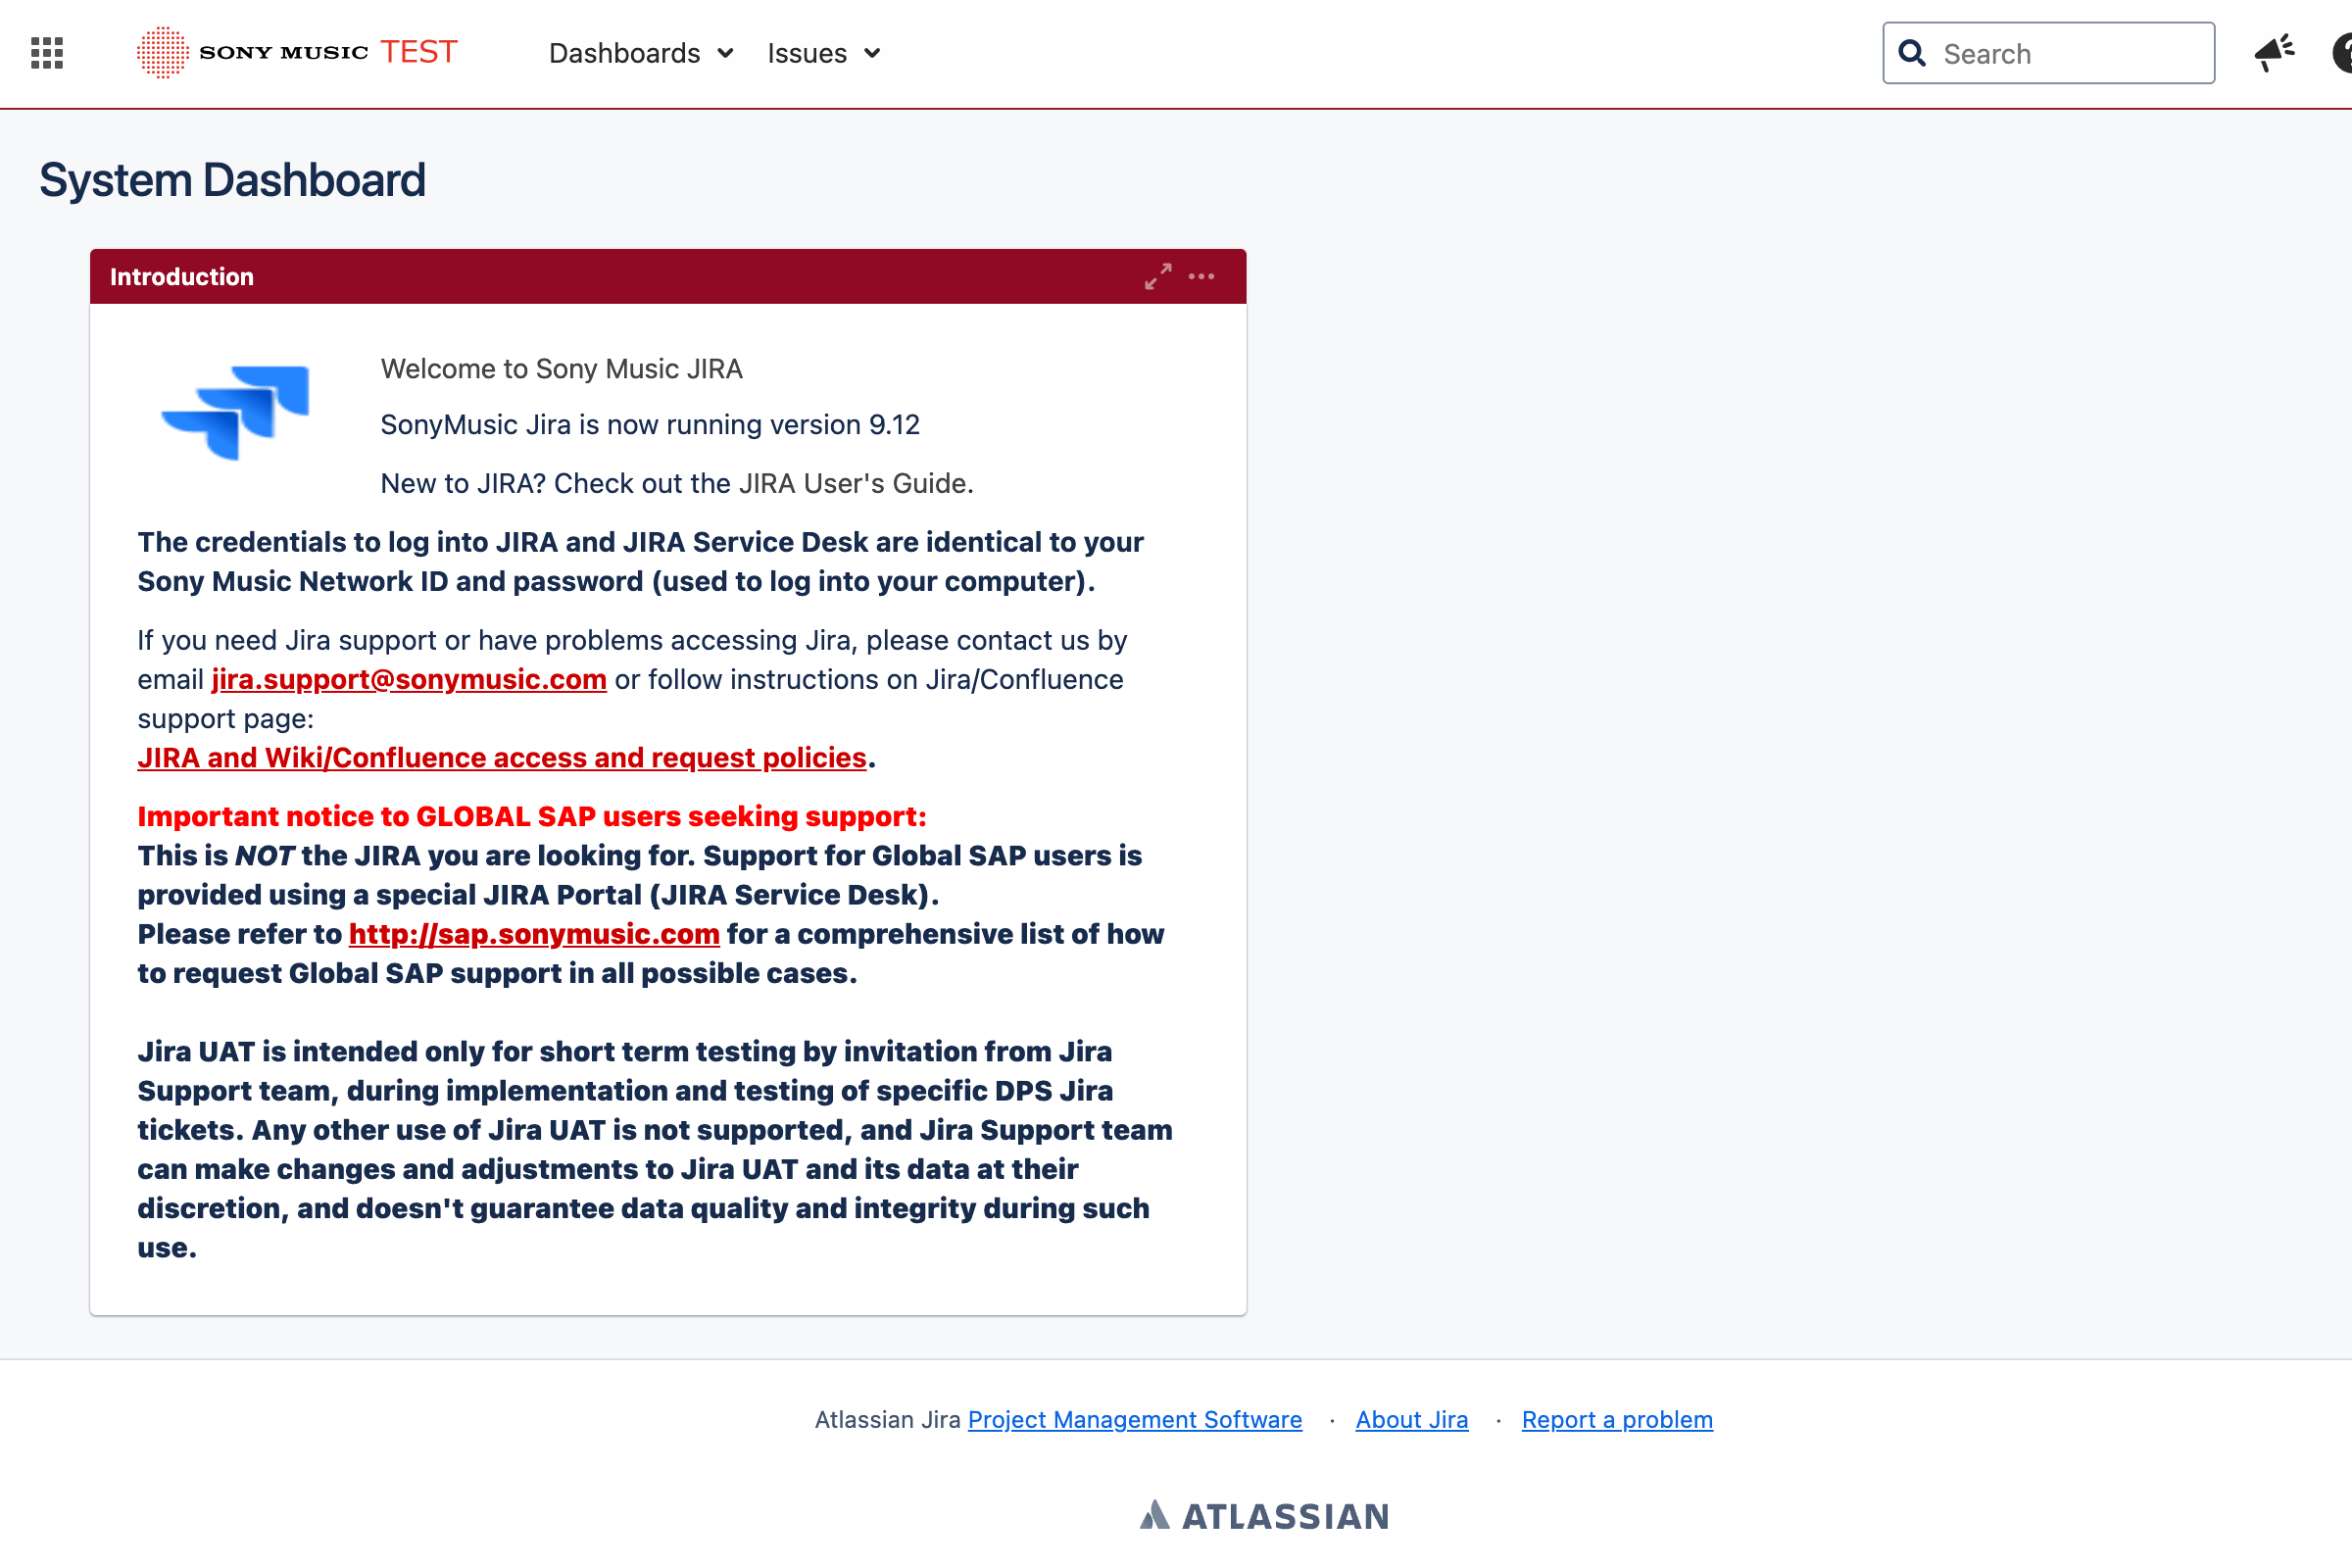 SONY MUSIC TEST
Dashboards
Issues
Search
System Dashboard
Introduction
Welcome to Sony Music JIRA
SonyMusic Jira is now running version 9.12
New to JIRA? Check out the JIRA User's Guide.
The credentials to log into JIRA and JIRA Service Desk are identical to your
Sony Music Network ID and password (used to log into your computer).
If you need Jira support or have problems accessing Jira, please contact us by
email jira.support@sonymusic.com or follow instructions on Jira/Confluence
support page:
JIRA and Wiki/Confluence access and request policies.
Important notice to GLOBAL SAP users seeking support:
This is NOT the JIRA you are looking for. Support for Global SAP users is
provided using a special JIRA Portal (JIRA Service Desk).
Please refer to http://sap.sonymusic.com for a comprehensive list of how
to request Global SAP support in all possible cases.
Jira UAT is intended only for short term testing by invitation from Jira
Support team, during implementation and testing of specific DPS Jira
tickets. Any other use of Jira UAT is not supported, and Jira Support team
can make changes and adjustments to Jira UAT and its data at their
discretion, and doesn't guarantee data quality and integrity during such
use.
Atlassian Jira Project Management Software · About Jira · Report a problem
ATLASSIAN